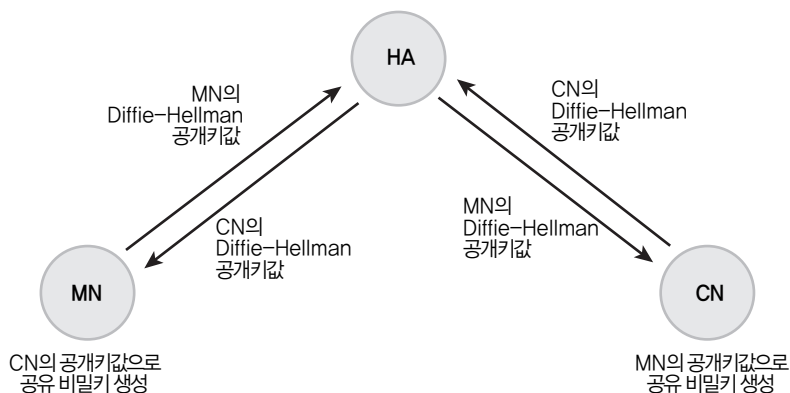 HA
MN의
Diffie-Hellman
공개키값
CN의
Diffie-Hellman
공개키값
CN의
Diffie-Hellman
공개키값
MN의
Diffie-Hellman
공개키값
MN
CN
CN의 공개키값으로
공유 비밀키 생성
MN의 공개키값으로
공유 비밀키 생성